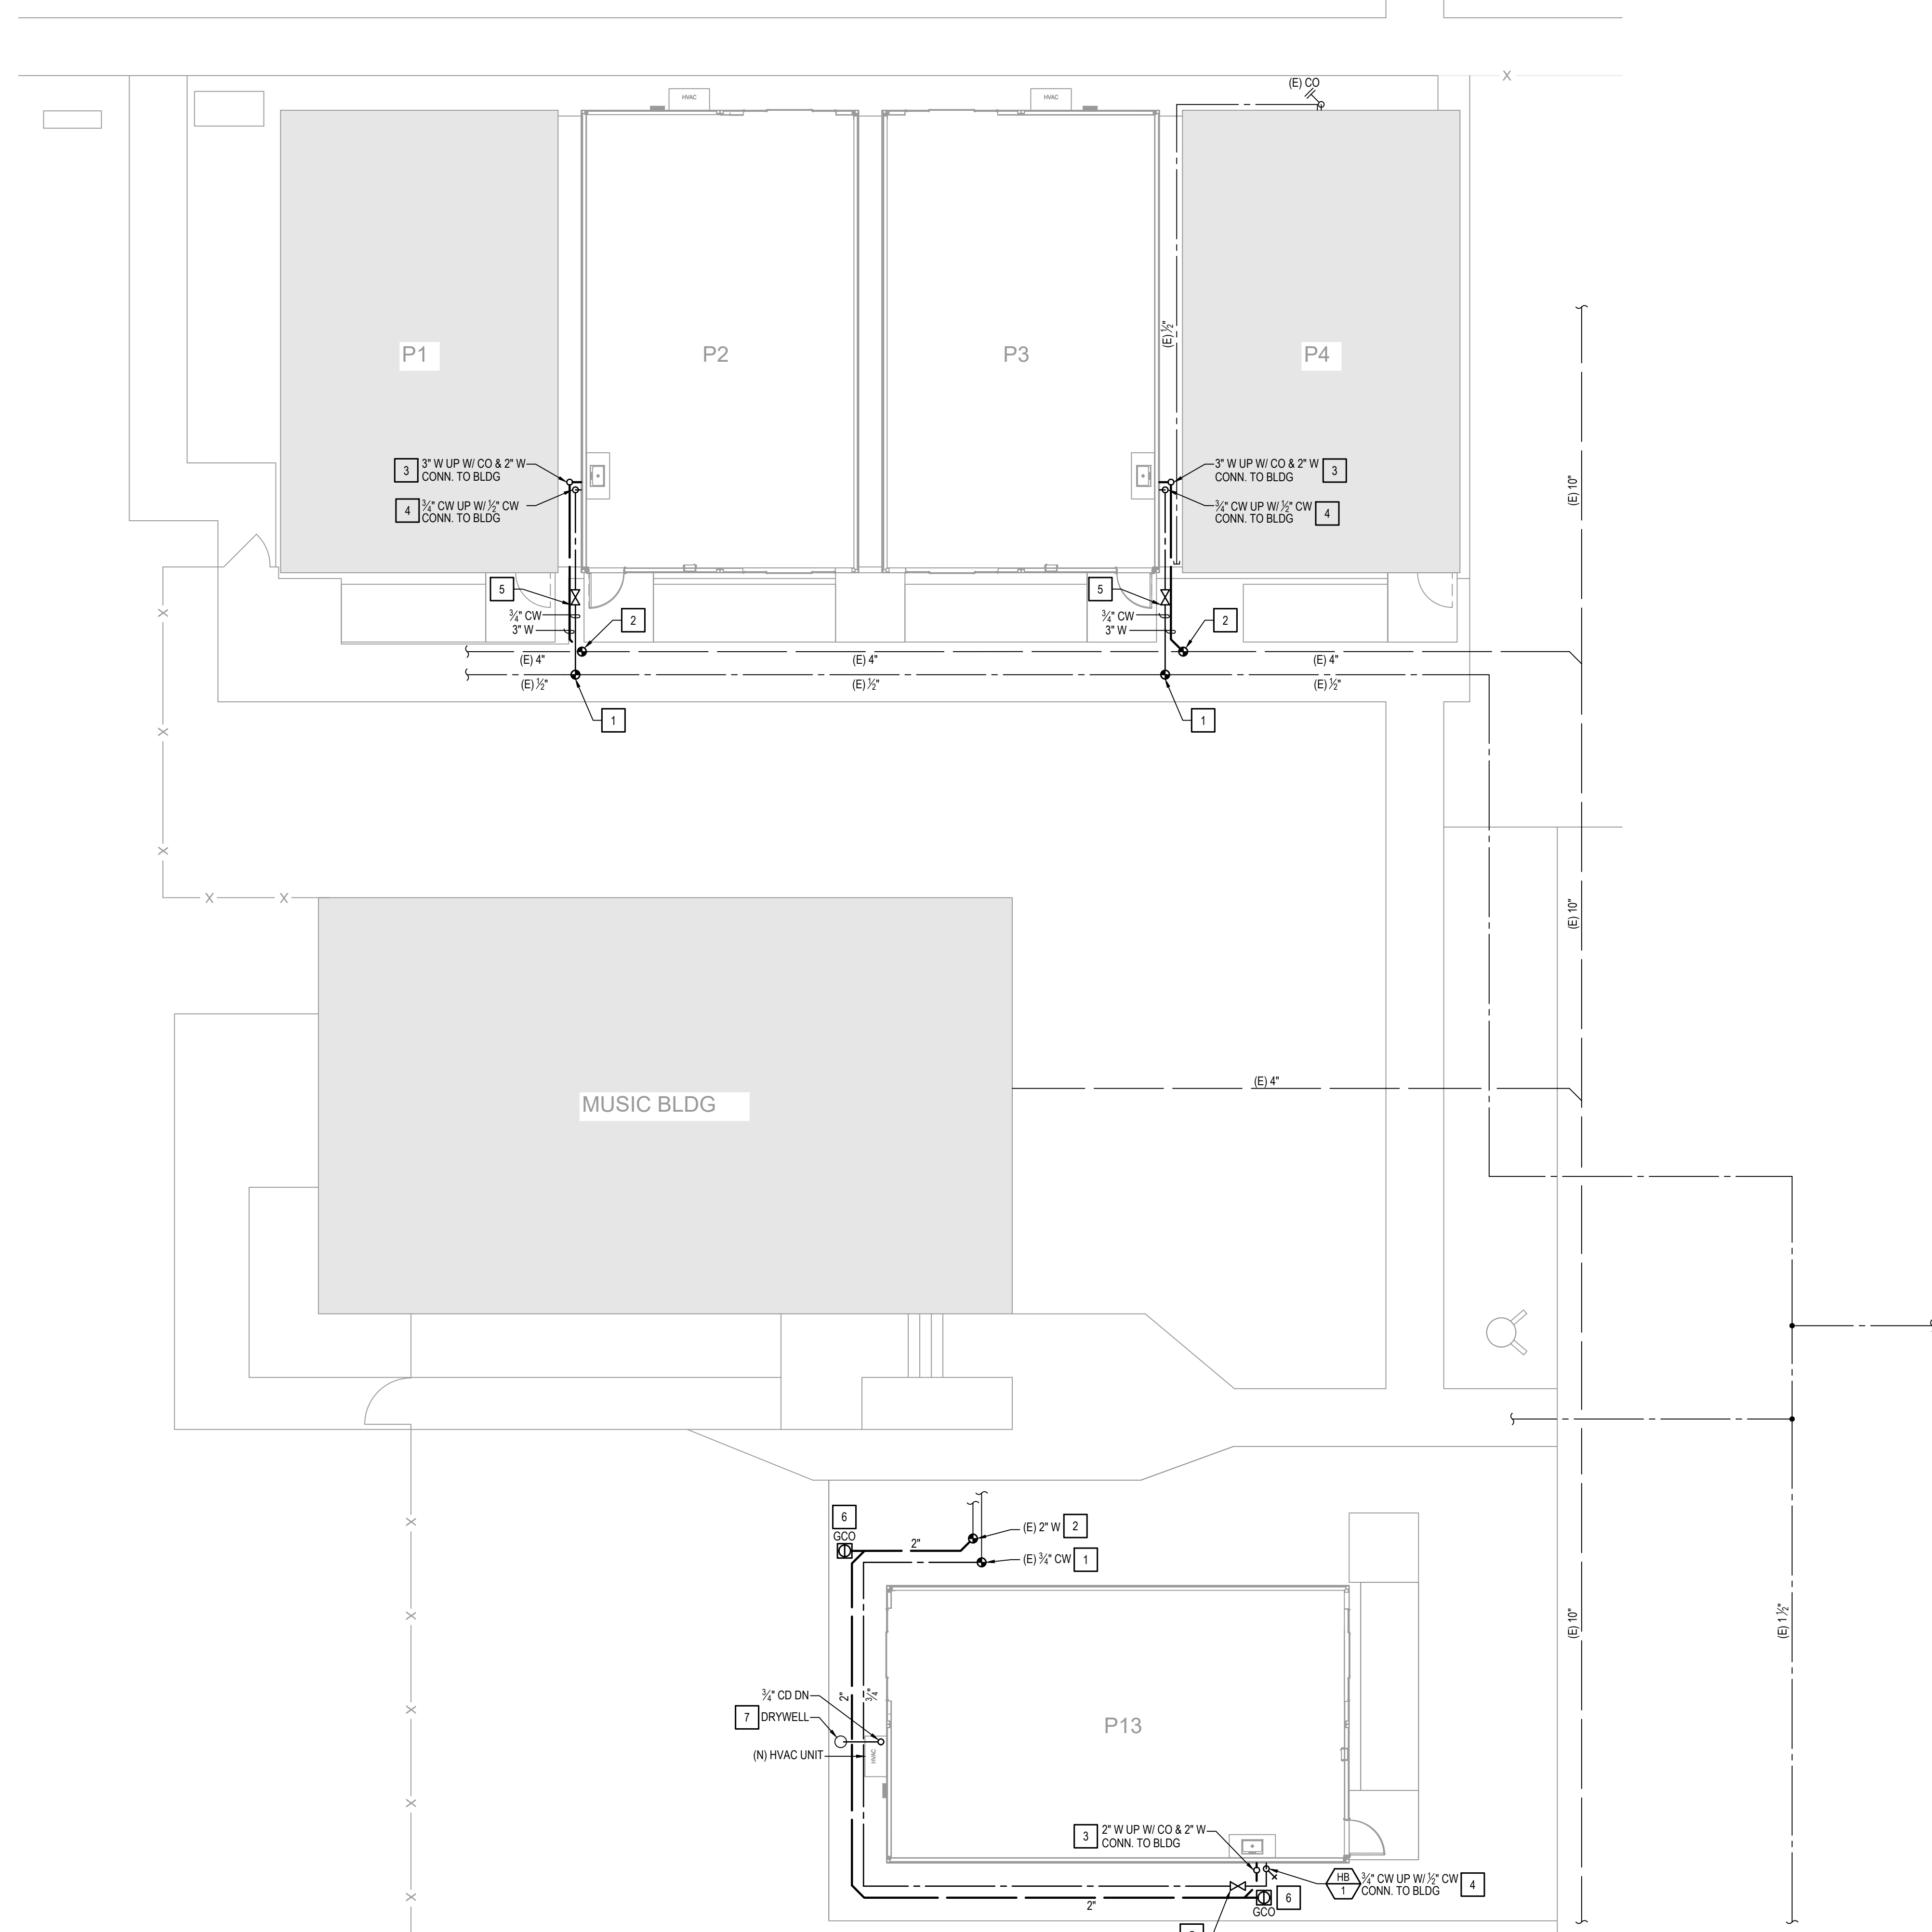 X
(E) CO
HVAC
HVAC
(E) ½"
P1
P2
P3
P4
3
3" W UP W/ CO & 2" W
CONN. TO BLDG
4
¾" CW UP W/ ½" CW
CONN. TO BLDG
3" W UP W/ CO & 2" W
CONN. TO BLDG
3
¾" CW UP W/ ½" CW
CONN. TO BLDG
4
(E) 10"
E
5
¾" CW
3" W
2
5
¾" CW
3" W
2
X
(E) 4"
(E) 4"
(E) 4"
(E) ½"
(E) ½"
(E) ½"
1
1
X
X
X
X
(E) 10"
(E) 4"
MUSIC BLDG
6
GCO
2"
(E) 2" W
2
(E) ¾" CW
1
X
X
(E) 10"
(E) 1 ½"
2"
¾"
¾" CD DN
7
DRYWELL
(N) HVAC UNIT
HVAC
P13
X
X
3
2" W UP W/ CO & 2" W
CONN. TO BLDG
HB
1
¾" CW UP W/ ½" CW
CONN. TO BLDG
4
X
2"
6
GCO